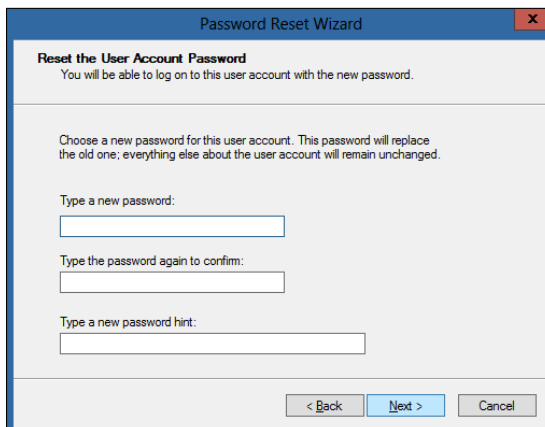 Password Reset Wizard
x
Reset the User Account Password
You will be able to log on to this user account with the new password.
Choose a new password for this user account. This password will replace
the old one; everything else about the user account will remain unchanged.
Type a new password:
Type the password again to confirm:
Type a new password hint:
< Back Next > Cancel